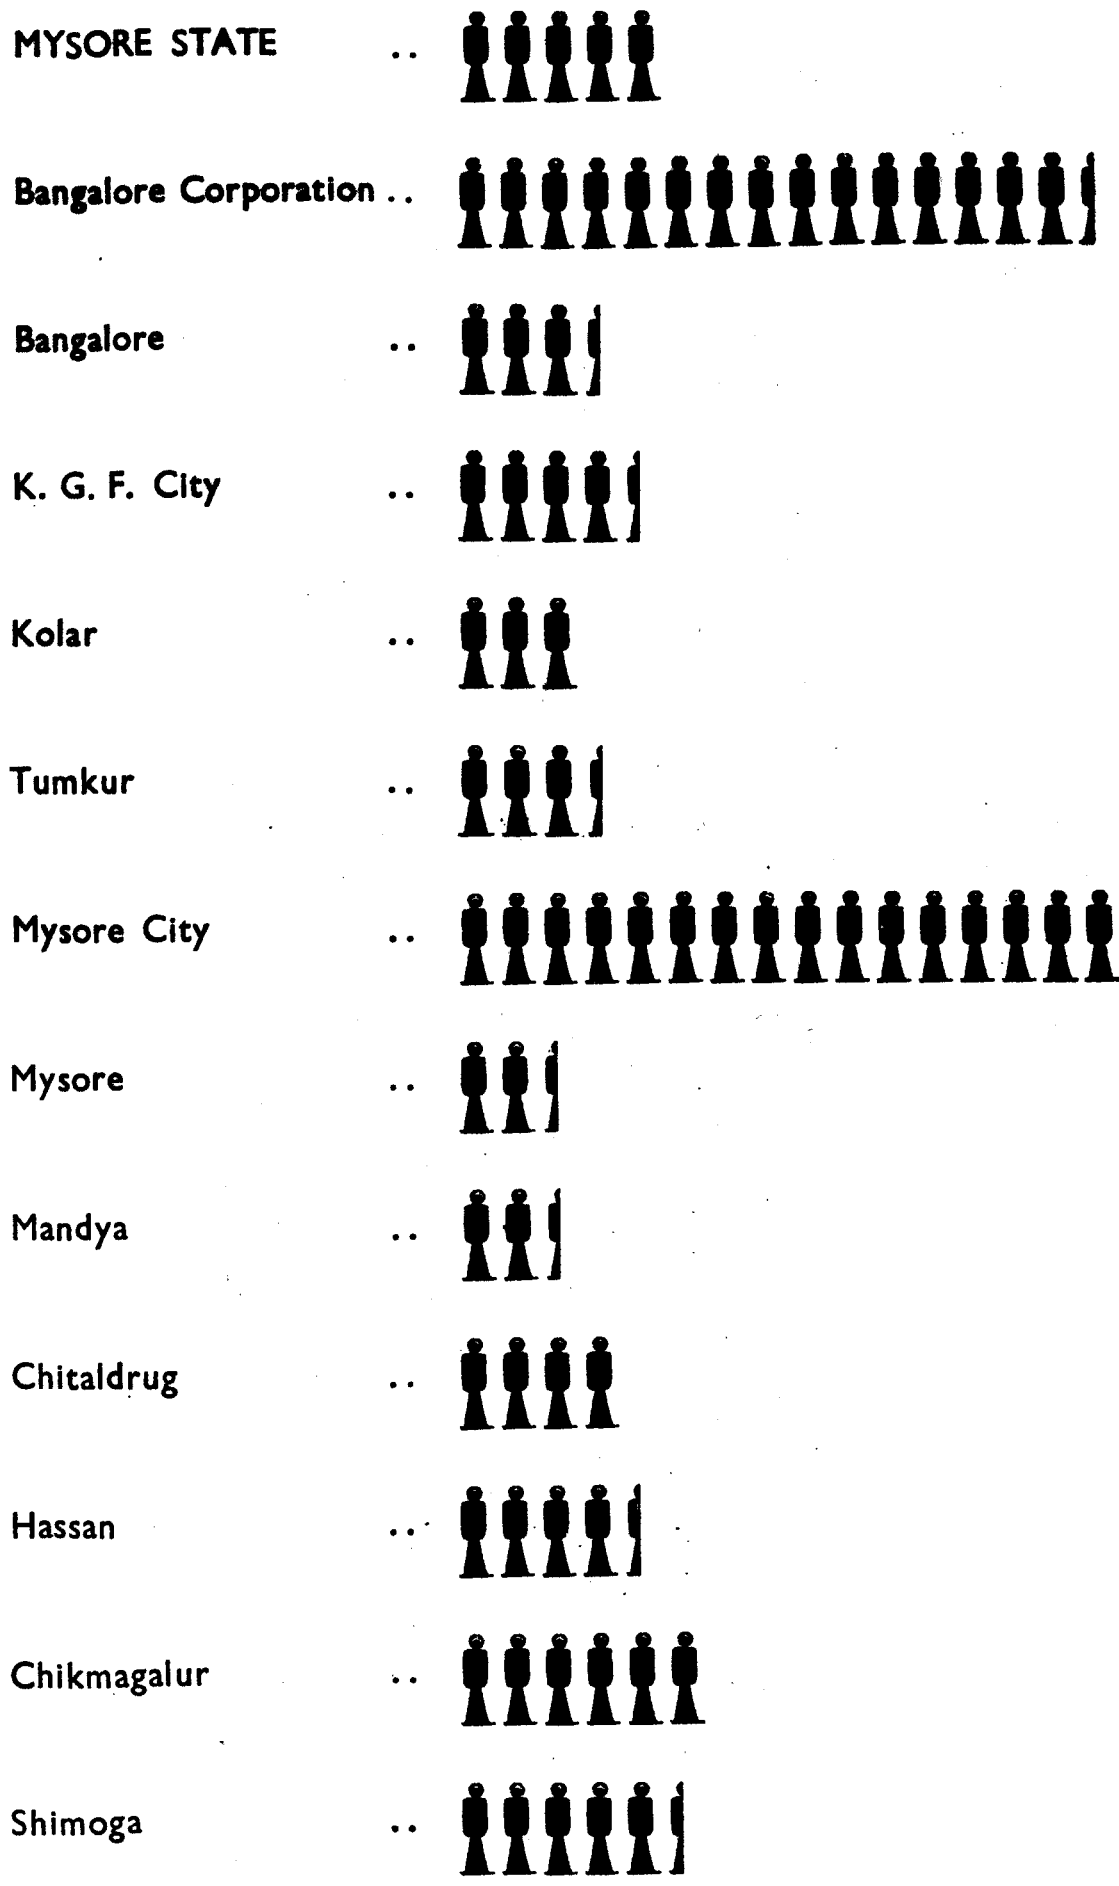 MYSORE STATE ..
Bangalore Corporation ..
Bangalore ..
K. G. F. City ..
Kolar ..
Tumkur ..
Mysore City ..
Mysore ..
Mandya ..
Chitaldrug ..
Hassan ..
Chikmagalur ..
Shimoga ..